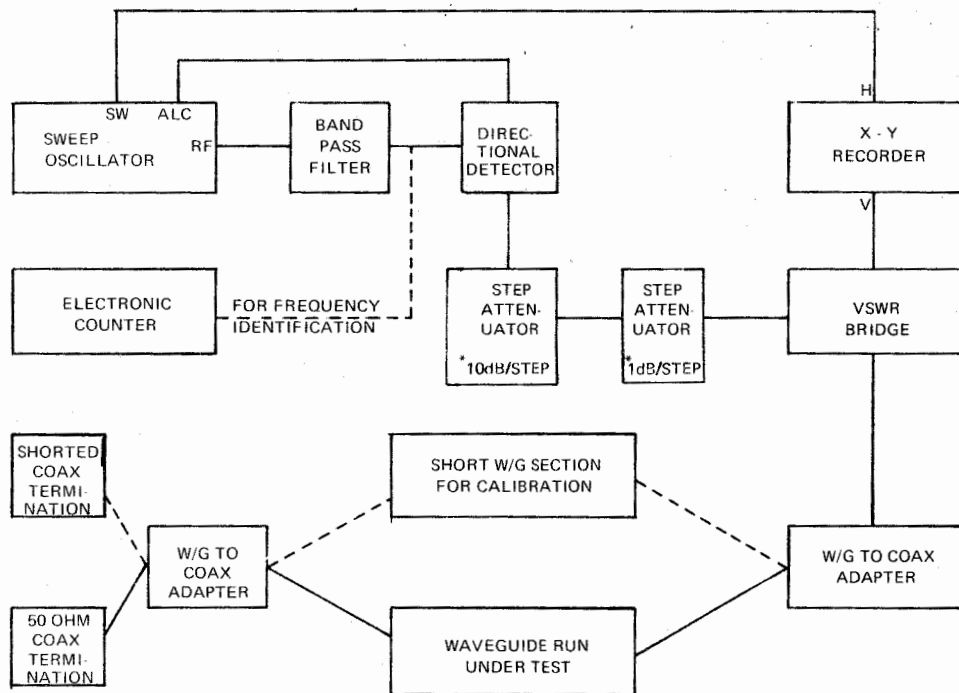 SW
ALC
H
SWEEP
OSCILLATOR
RF
BAND
PASS
FILTER
DIREC-
TIONAL
DETECTOR
X - Y
RECORDER
V
ELECTRONIC
COUNTER
FOR FREQUENCY
IDENTIFICATION
STEP
ATTEN-
UATOR
*10dB/STEP
STEP
ATTEN-
UATOR
*1dB/STEP
VSWR
BRIDGE
SHORTED
COAX
TERMI-
NATION
SHORT W/G SECTION
FOR CALIBRATION
W/G TO
COAX
ADAPTER
W/G TO COAX
ADAPTER
50 OHM
COAX
TERMI-
NATION
WAVEGUIDE RUN
UNDER TEST